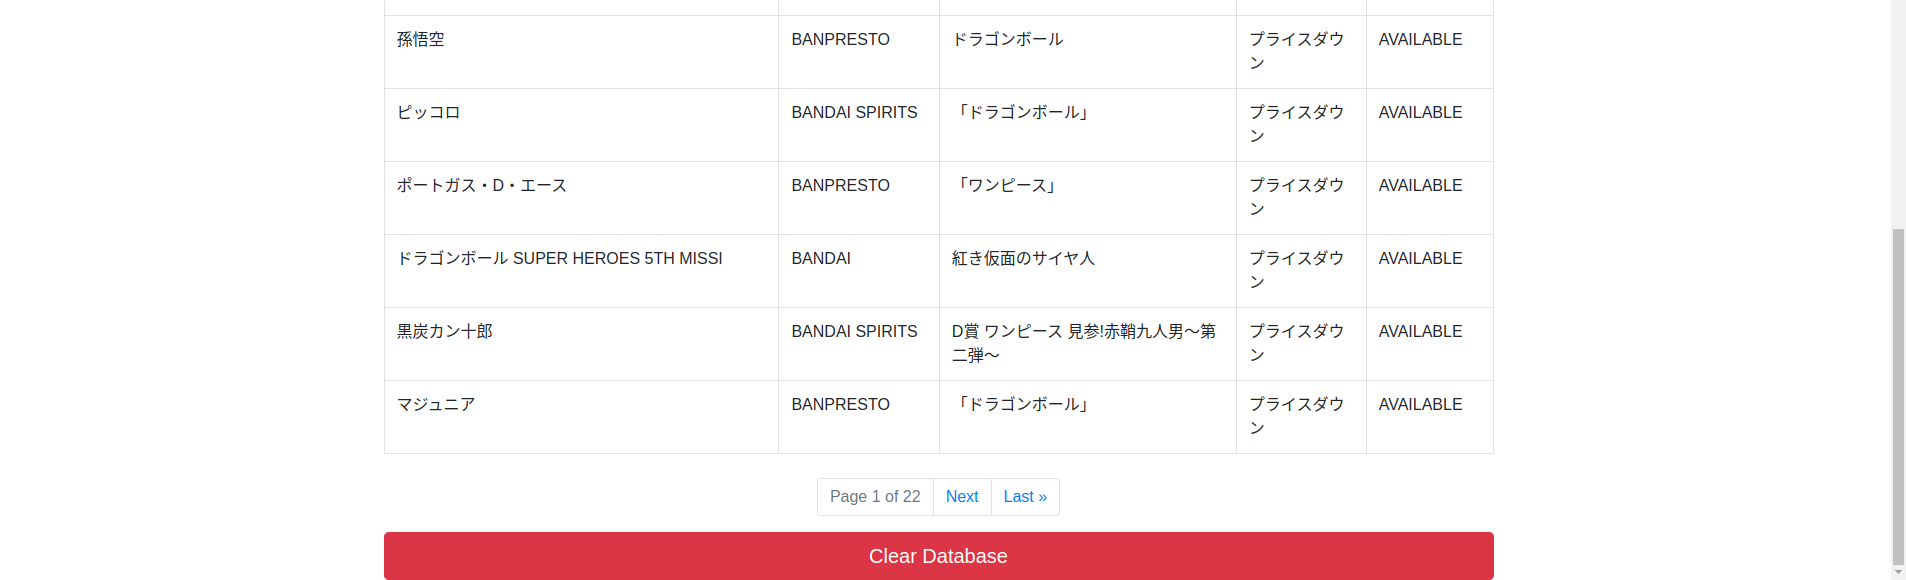 孫悟空 BANPRESTO ドラゴンボール プライスダウ AVAILABLE
ン
ピッコロ BANDAI SPIRITS 「ドラゴンボール」 プライスダウ AVAILABLE
ン
ポートガス・D・エース BANPRESTO 「ワンピース」 プライスダウ AVAILABLE
ン
ドラゴンボール SUPER HEROES 5TH MISSI BANDAI 紅き仮面のサイヤ人 プライスダウ AVAILABLE
ン
黒炭カン十郎 BANDAI SPIRITS D賞 ワンピース 見参!赤鞘九人男～第 プライスダウ AVAILABLE
二弾～ ン
マジュニア BANPRESTO 「ドラゴンボール」 プライスダウ AVAILABLE
ン
Page 1 of 22 Next Last »
Clear Database